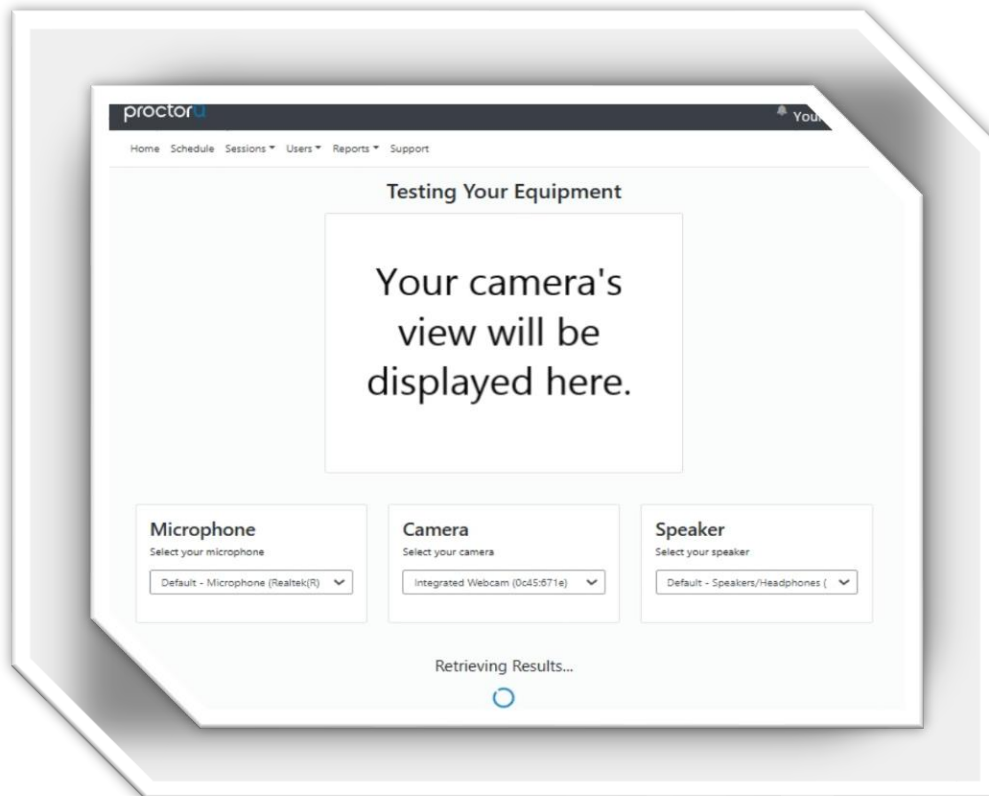 proctoru
Your
Home Schedule Sessions Users Reports Support
Testing Your Equipment
Your camera's
view will be
displayed here.
Microphone
Select your microphone
Default - Microphone (Realtek(R)
Camera
Select your camera
Integrated Webcam (0c45:671e)
Speaker
Select your speaker
Default - Speakers/Headphones (
Retrieving Results...